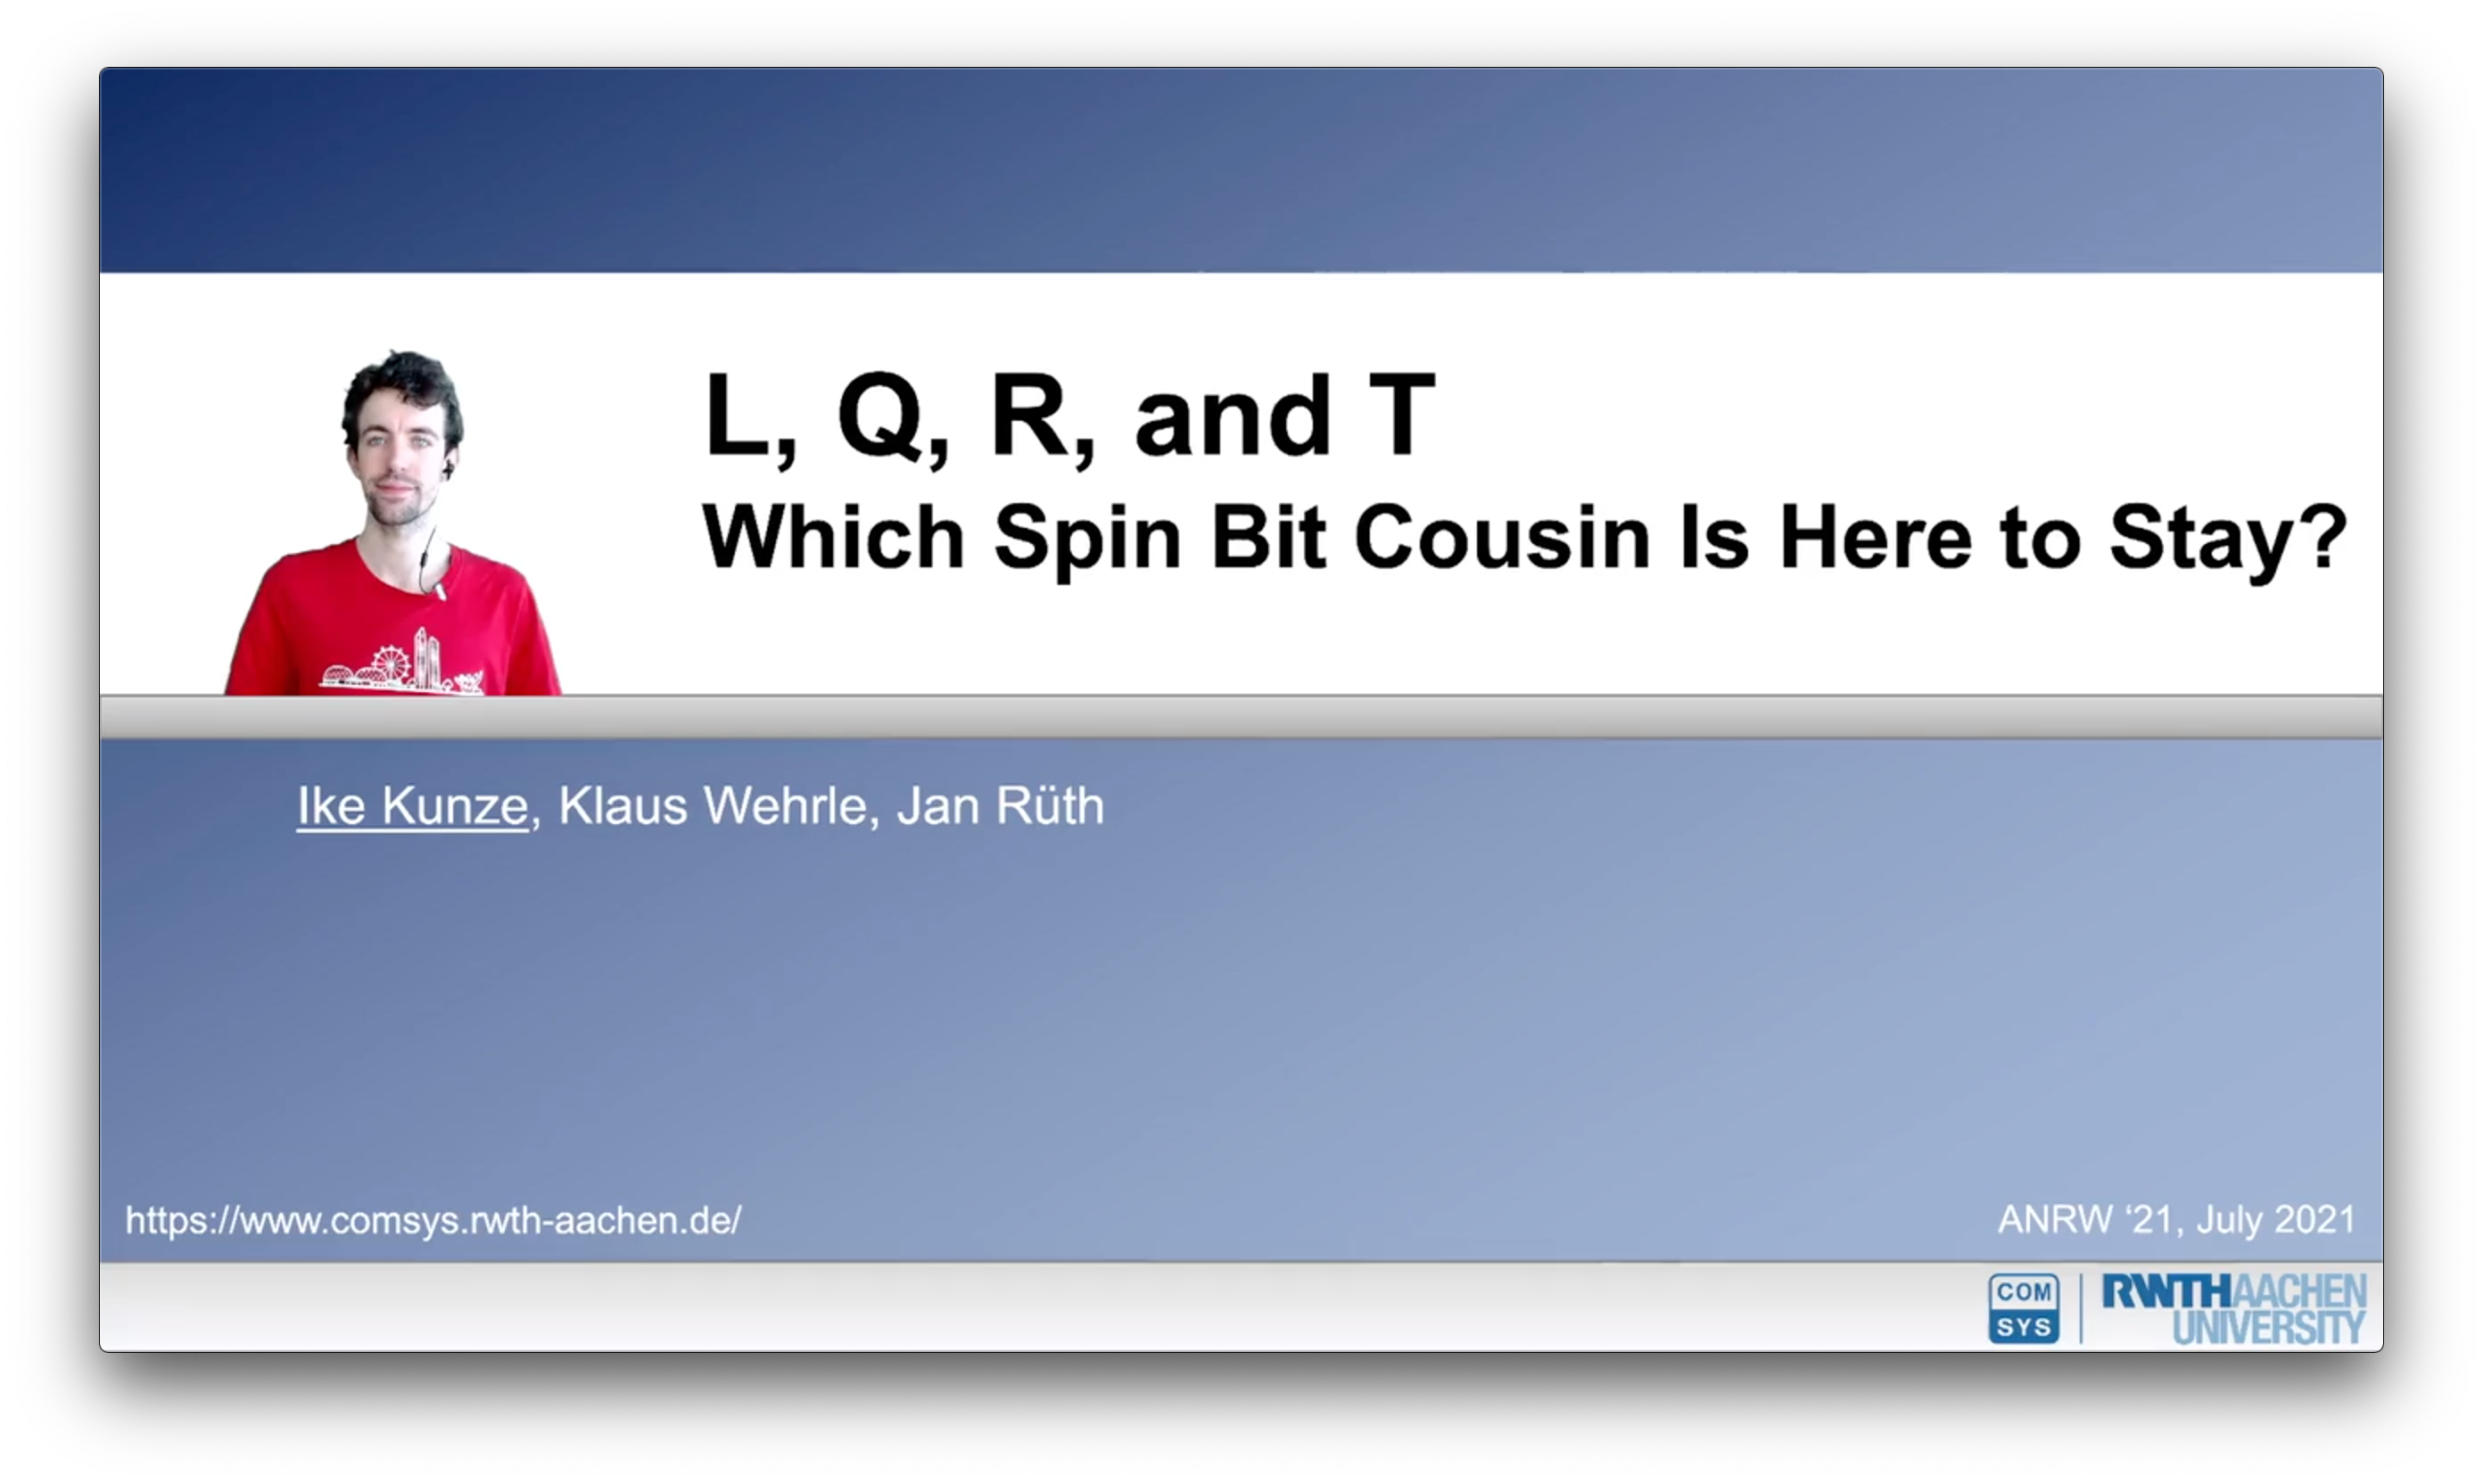 L, Q, R, and T
Which Spin Bit Cousin Is Here to Stay?
Ike Kunze, Klaus Wehrle, Jan Rüth
https://www.comsys.rwth-aachen.de/
ANRW ‘21, July 2021
COM
SYS
RWTHAACHEN
UNIVERSITY